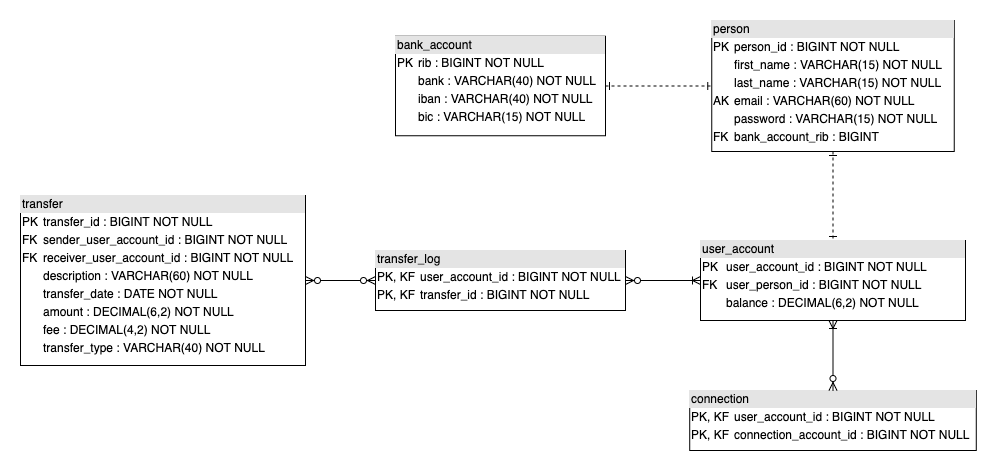 bank_account
PK rib : BIGINT NOT NULL
bank : VARCHAR(40) NOT NULL
iban : VARCHAR(40) NOT NULL
bic : VARCHAR(15) NOT NULL
person
PK person_id : BIGINT NOT NULL
first_name : VARCHAR(15) NOT NULL
last_name : VARCHAR(15) NOT NULL
AK email : VARCHAR(60) NOT NULL
password : VARCHAR(15) NOT NULL
FK bank_account_rib : BIGINT
transfer
PK transfer_id : BIGINT NOT NULL
FK sender_user_account_id : BIGINT NOT NULL
FK receiver_user_account_id : BIGINT NOT NULL
description : VARCHAR(60) NOT NULL
transfer_date : DATE NOT NULL
amount : DECIMAL(6,2) NOT NULL
fee : DECIMAL(4,2) NOT NULL
transfer_type : VARCHAR(40) NOT NULL
transfer_log
PK, KF user_account_id : BIGINT NOT NULL
PK, KF transfer_id : BIGINT NOT NULL
user_account
PK user_account_id : BIGINT NOT NULL
FK user_person_id : BIGINT NOT NULL
balance : DECIMAL(6,2) NOT NULL
connection
PK, KF user_account_id : BIGINT NOT NULL
PK, KF connection_account_id : BIGINT NOT NULL